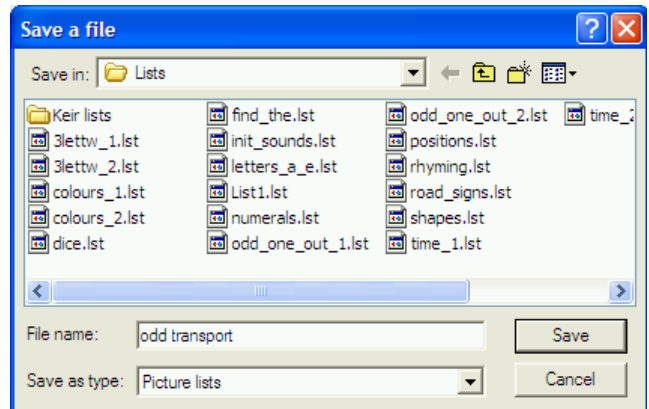 Save a file
Save in: Lists
Keir lists
3lettw_1.lst
3lettw_2.lst
colours_1.lst
colours_2.lst
dice.lst
find_the.lst
init_sounds.lst
letters_a_e.lst
List1.lst
numerals.lst
odd_one_out_1.lst
odd_one_out_2.lst
positions.lst
rhyming.lst
road_signs.lst
shapes.lst
time_1.lst
time_2
File name: odd transport
Save
Save as type: Picture lists
Cancel